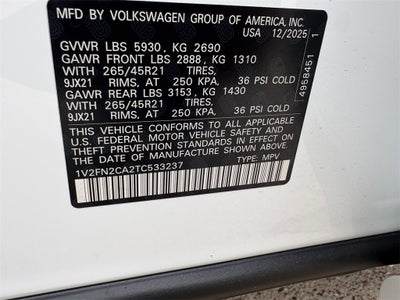 MFD BY VOLKSWAGEN GROUP OF AMERICA, INC.
USA 12/2025
GVWR LBS 5930, KG 2690
GAWR FRONT LBS 2888, KG 1310
WITH 265/45R21 TIRES,
9JX21 RIMS, AT 250 KPA, 36 PSI COLD
GAWR REAR LBS 3153, KG 1430
WITH 265/45R21 TIRES,
9JX21 RIMS, AT 250 KPA, 36 PSI COLD
THIS VEHICLE CONFORMS TO ALL APPLICABLE
U.S. FEDERAL MOTOR VEHICLE SAFETY AND
THEFT PREVENTION STANDARDS IN EFFECT ON
THE DATE OF MANUFACTURE SHOWN ABOVE.
1V2FN2CA2TC533237 TYPE: MPV
4958451 1